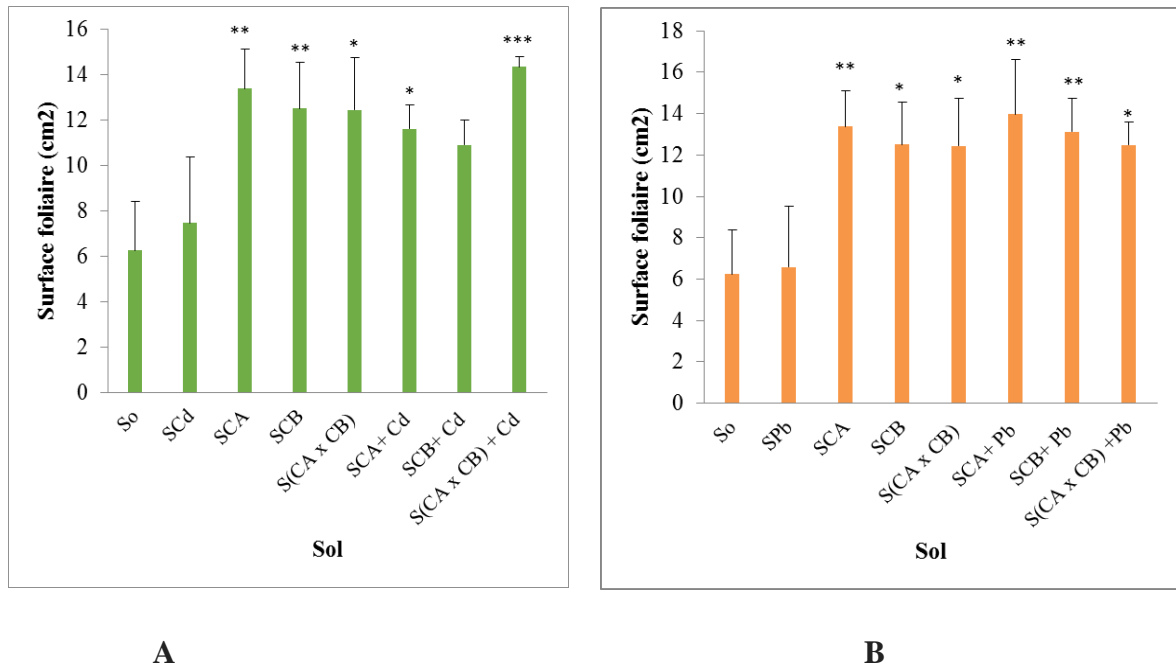 16
14
12
10
8
6
4
2
0
Surface foliaire (cm2)
** ** * * ***
So SCd SCA SCB S(CA x CB) SCA+ Cd SCB+ Cd S(CA x CB) + Cd
Sol
A
18
16
14
12
10
8
6
4
2
0
Surface foliaire (cm2)
** * * ** ** *
So SPb SCA SCB S(CA x CB) SCA+ Pb SCB+ Pb S(CA x CB) +Pb
Sol
B